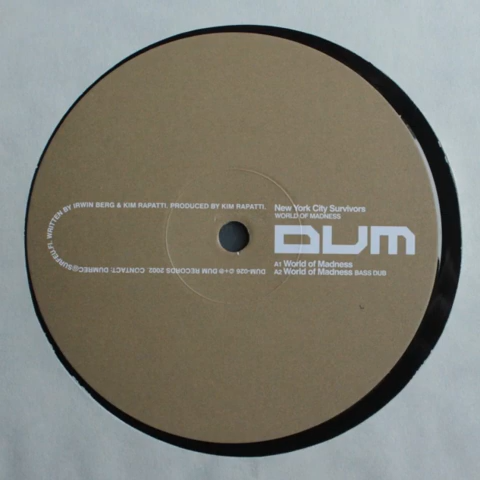 New York City Survivors
WORLD OF MADNESS
DUM
A1 World of Madness
A2 World of Madness BASS DUB
WRITTEN BY IRWIN BERG & KIM RAPATTI. PRODUCED BY KIM RAPATTI.
DUM-026 ©+℗ DUM RECORDS 2002. CONTACT: DUMREC@SURFEU.FI.